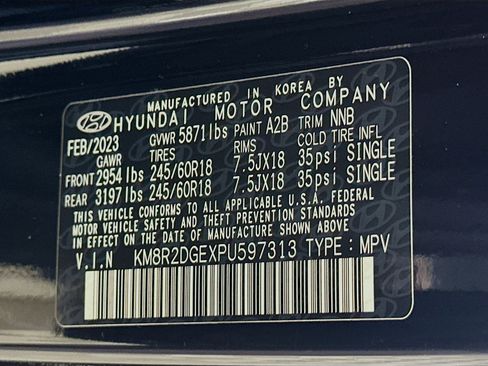 MANUFACTURED IN KOREA BY
HYUNDAI MOTOR COMPANY
FEB/2023 GVWR 5871 lbs PAINT A2B TRIM NNB
GAWR TIRES RIMS COLD TIRE INFL
FRONT 2954 lbs 245/60R18 7.5JX18 35psi SINGLE
REAR 3197 lbs 245/60R18 7.5JX18 35psi SINGLE
THIS VEHICLE CONFORMS TO ALL APPLICABLE U.S.A. FEDERAL
MOTOR VEHICLE SAFETY AND THEFT PREVENTION STANDARDS
IN EFFECT ON THE DATE OF MANUFACTURE SHOWN ABOVE
V.I.N KM8R2DGEXPU597313 TYPE : MPV